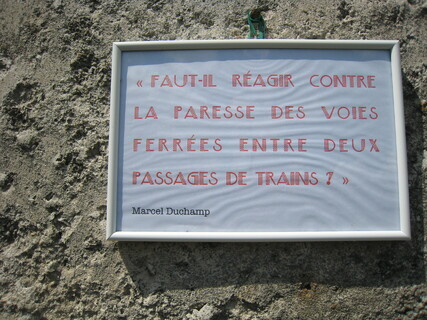 « FAUT-IL RÉAGIR CONTRE
LA PARESSE DES VOIES
FERRÉES ENTRE DEUX
PASSAGES DE TRAINS ? »
Marcel Duchamp